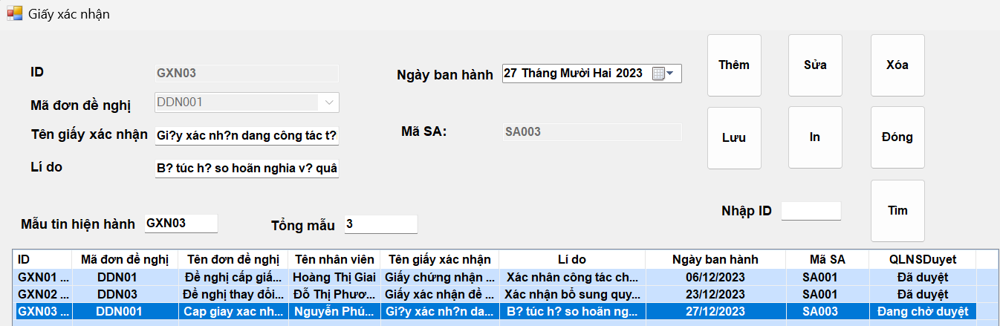 Giấy xác nhận
ID GXN03 Ngày ban hành 27 Tháng Mười Hai 2023 Thêm Sửa Xóa
Mã đơn đề nghị DDN001
Tên giấy xác nhận Gi?y xác nh?n dang công tác t? Mã SA: SA003 Lưu In Đóng
Lí do B? túc h? so hoãn nghia v? quâ
Mẫu tin hiện hành GXN03 Tổng mẫu 3 Nhập ID Tìm
ID Mã đơn đề nghị Tên đơn đề nghị Tên nhân viên Tên giấy xác nhận Lí do Ngày ban hành Mã SA QLNSDuyet
GXN01 ... DDN01 Đề nghị cấp giấ... Hoàng Thị Giai Giấy chứng nhận ... Xác nhân công tác ch... 06/12/2023 SA001 Đã duyệt
GXN02 ... DDN03 Đề nghị thay đổi... Đỗ Thị Phươ... Giấy xác nhận đề ... Xác nhận bổ sung quy... 23/12/2023 SA001 Đã duyệt
GXN03 ... DDN001 Cap giay xac nh... Nguyễn Phú... Gi?y xác nh?n da... B? túc h? so hoãn ng... 27/12/2023 SA003 Đang chờ duyệt